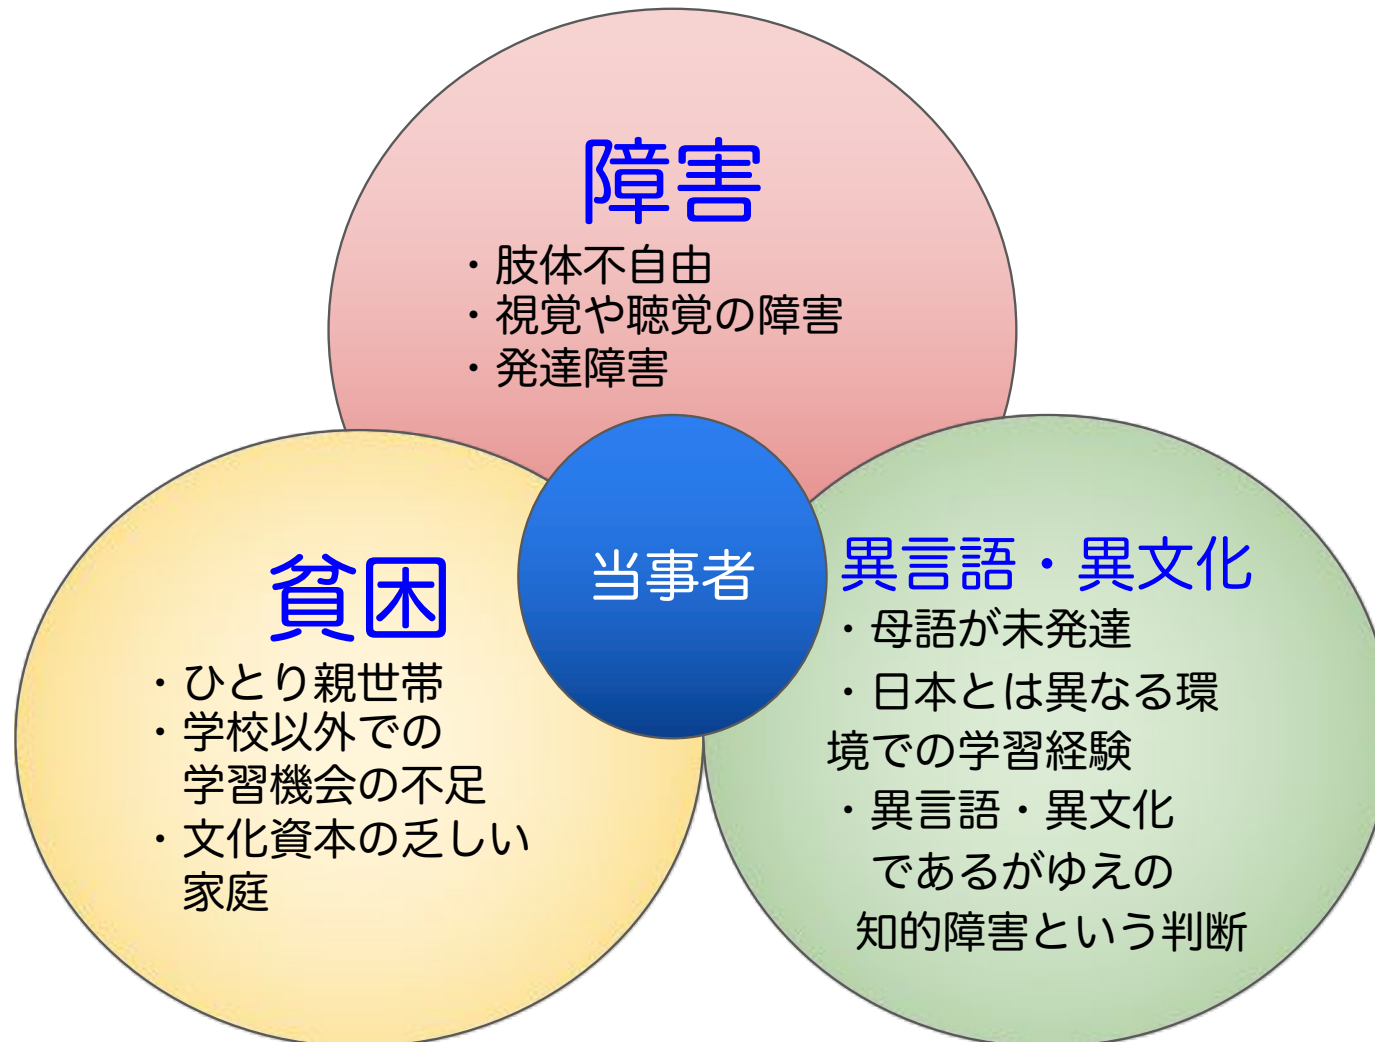 障害
・肢体不自由
・視覚や聴覚の障害
・発達障害
当事者
貧困
・ひとり親世帯
・学校以外での
学習機会の不足
・文化資本の乏しい
家庭
異言語・異文化
・母語が未発達
・日本とは異なる環
境での学習経験
・異言語・異文化
であるがゆえの
知的障害という判断